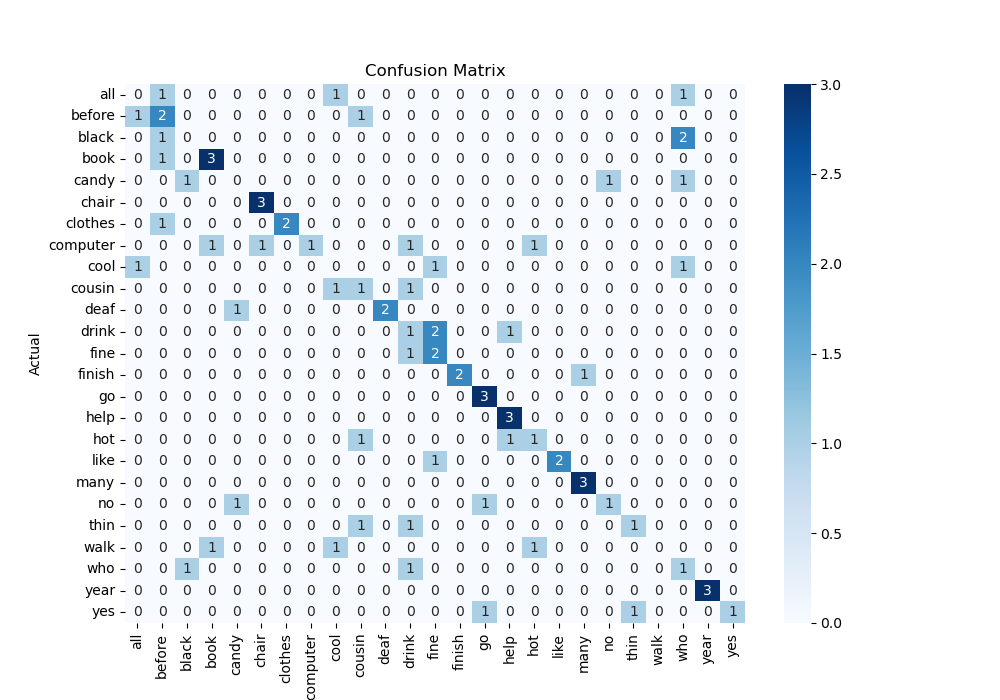 Confusion Matrix
all 0 1 0 0 0 0 0 0 1 0 0 0 0 0 0 0 0 0 0 0 0 0 1 0 0
before 1 2 0 0 0 0 0 0 0 1 0 0 0 0 0 0 0 0 0 0 0 0 0 0 0
black 0 1 0 0 0 0 0 0 0 0 0 0 0 0 0 0 0 0 0 0 0 0 2 0 0
book 0 1 0 3 0 0 0 0 0 0 0 0 0 0 0 0 0 0 0 0 0 0 0 0 0
candy 0 0 1 0 0 0 0 0 0 0 0 0 0 0 0 0 0 0 0 1 0 0 1 0 0
chair 0 0 0 0 0 3 0 0 0 0 0 0 0 0 0 0 0 0 0 0 0 0 0 0 0
clothes 0 1 0 0 0 0 2 0 0 0 0 0 0 0 0 0 0 0 0 0 0 0 0 0 0
computer 0 0 0 1 0 1 0 1 0 0 0 1 0 0 0 0 1 0 0 0 0 0 0 0 0
cool 1 0 0 0 0 0 0 0 0 0 0 0 1 0 0 0 0 0 0 0 0 0 1 0 0
cousin 0 0 0 0 0 0 0 0 1 1 0 1 0 0 0 0 0 0 0 0 0 0 0 0 0
deaf 0 0 0 0 1 0 0 0 0 0 2 0 0 0 0 0 0 0 0 0 0 0 0 0 0
drink 0 0 0 0 0 0 0 0 0 0 0 1 2 0 0 1 0 0 0 0 0 0 0 0 0
fine 0 0 0 0 0 0 0 0 0 0 0 1 2 0 0 0 0 0 0 0 0 0 0 0 0
finish 0 0 0 0 0 0 0 0 0 0 0 0 0 2 0 0 0 0 1 0 0 0 0 0 0
go 0 0 0 0 0 0 0 0 0 0 0 0 0 0 3 0 0 0 0 0 0 0 0 0 0
help 0 0 0 0 0 0 0 0 0 0 0 0 0 0 0 3 0 0 0 0 0 0 0 0 0
hot 0 0 0 0 0 0 0 0 0 1 0 0 0 0 0 1 1 0 0 0 0 0 0 0 0
like 0 0 0 0 0 0 0 0 0 0 0 0 1 0 0 0 0 2 0 0 0 0 0 0 0
many 0 0 0 0 0 0 0 0 0 0 0 0 0 0 0 0 0 0 3 0 0 0 0 0 0
no 0 0 0 0 1 0 0 0 0 0 0 0 0 0 1 0 0 0 0 1 0 0 0 0 0
thin 0 0 0 0 0 0 0 0 0 1 0 1 0 0 0 0 0 0 0 0 1 0 0 0 0
walk 0 0 0 1 0 0 0 0 1 0 0 0 0 0 0 0 1 0 0 0 0 0 0 0 0
who 0 0 1 0 0 0 0 0 0 0 0 1 0 0 0 0 0 0 0 0 0 0 1 0 0
year 0 0 0 0 0 0 0 0 0 0 0 0 0 0 0 0 0 0 0 0 0 0 0 3 0
yes 0 0 0 0 0 0 0 0 0 0 0 0 0 0 1 0 0 0 0 0 1 0 0 0 1
Actual
all before black book candy chair clothes computer cool cousin deaf drink fine finish go help hot like many no thin walk who year yes
3.0
2.5
2.0
1.5
1.0
0.5
0.0